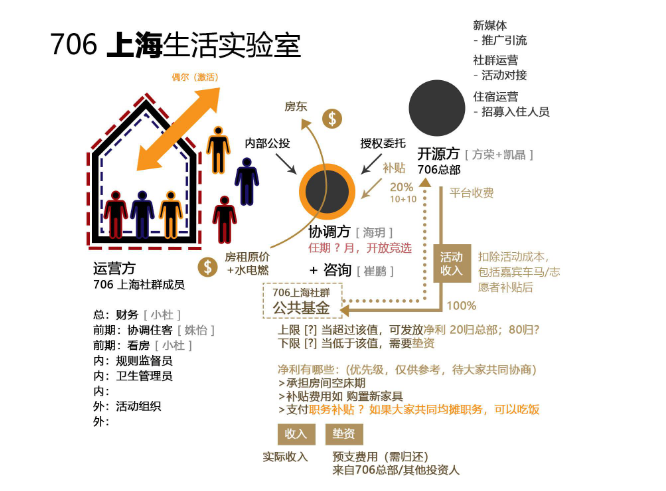 706 上海生活实验室
新媒体
- 推广引流
社群运营
- 活动对接
住宿运营
- 招募入住人员
偶尔（激活）
房东
$
内部公投
授权委托
开源方 [ 方荣+凯晶 ]
706总部
补贴
20%
10+10
平台收费
协调方 [ 海玥 ]
任期 ? 月，开放竞选
+ 咨询 [ 崔鹏 ]
房租原价
+水电燃
$
运营方
706 上海社群成员
活动
收入
扣除活动成本，
包括嘉宾车马/志
愿者补贴后
706上海社群
公共基金
100%
总：财务 [ 小杜 ]
前期：协调住客 [ 姝怡 ]
前期：看房 [ 小杜 ]
内：规则监督员
内：卫生管理员
内：
外：活动组织
外：
上限 [?] 当超过该值，可发放净利 20归总部；80归?
下限 [?] 当低于该值，需要垫资
净利有哪些：(优先级，仅供参考，待大家共同协商）
>承担房间空床期
>补贴费用如 购置新家具
>支付职务补贴 ？如果大家共同均摊职务，可以吃饭
收入
垫资
实际收入
预支费用（需归还）
来自706总部/其他投资人